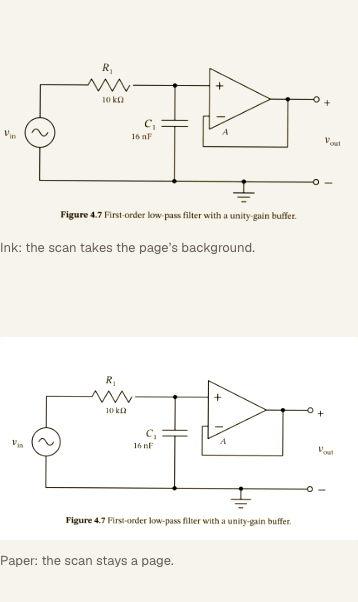 R₁
10 kΩ
+
C₁
−
A
16 nF
vin
+
vout
−
Figure 4.7 First-order low-pass filter with a unity-gain buffer.
Ink: the scan takes the page’s background.
R₁
10 kΩ
+
C₁
−
A
16 nF
vin
+
vout
−
Figure 4.7 First-order low-pass filter with a unity-gain buffer.
Paper: the scan stays a page.